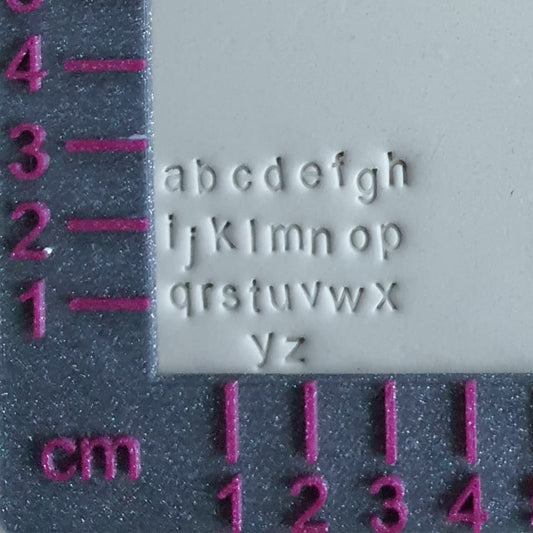 4
3
2
1
abcdefgh
ijklmnop
qrstuvwx
yz
cm
1 2 3 4